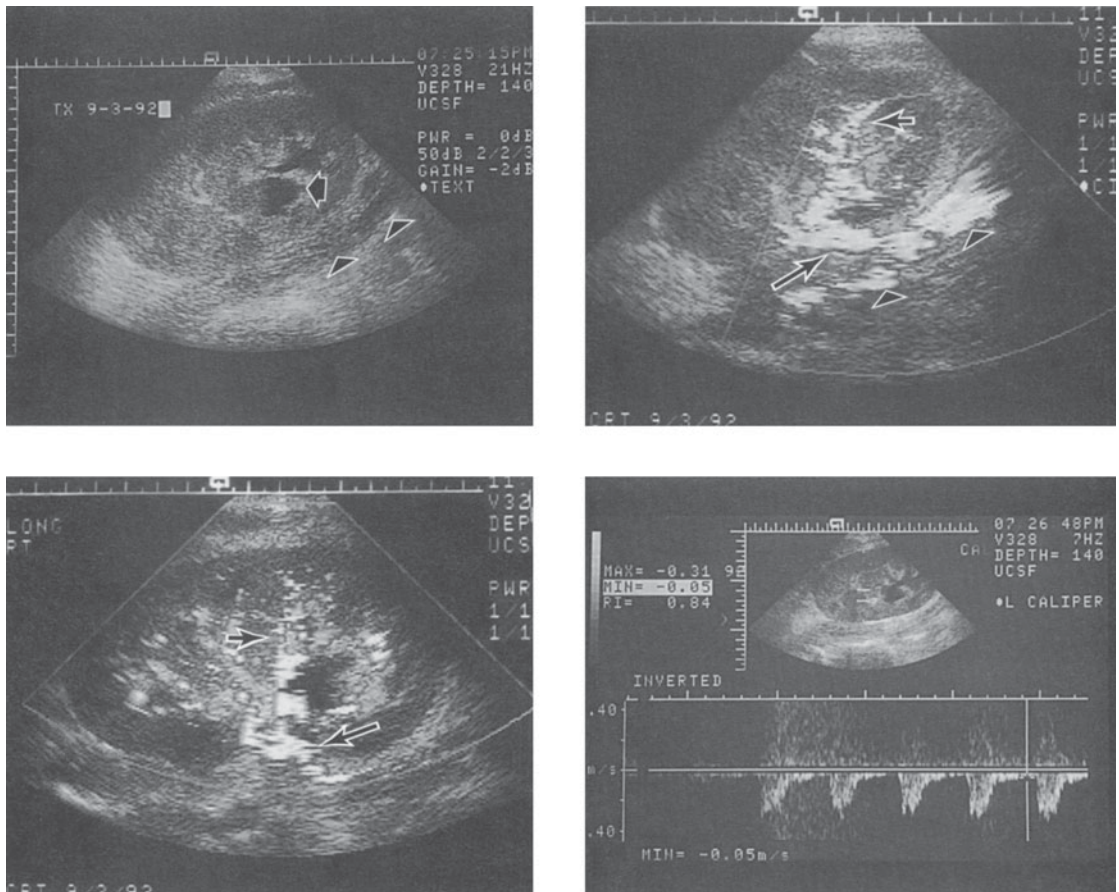 07:25:15PM
V328 21HZ
DEPTH= 140
UCSF
TX 9-3-92
PWR = 0dB
50dB 2/2/3
GAIN= -2dB
TEXT
11
V32
DEP
UCS
PWR
1/1
1/1
9/3/92
11
V32
DEP
UCS
LONG
RT
PWR
1/1
1/1
9/3/92
07 26 48PM
V328 7HZ
DEPTH= 140
UCSF
L CALIPER
MAX= -0.31
MIN= -0.05
RI= 0.84
INVERTED
.40
m/s
.40
MIN= -0.05m/s